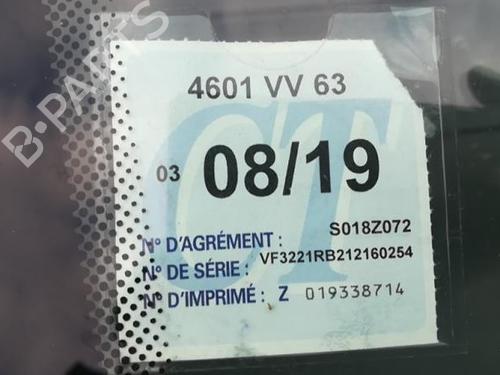 B-PARTS
4601 VV 63
CT
03 08/19
S018Z072
N° D'AGRÉMENT :
VF3221RB212160254
N° DE SÉRIE :
N° D'IMPRIMÉ : Z 019338714